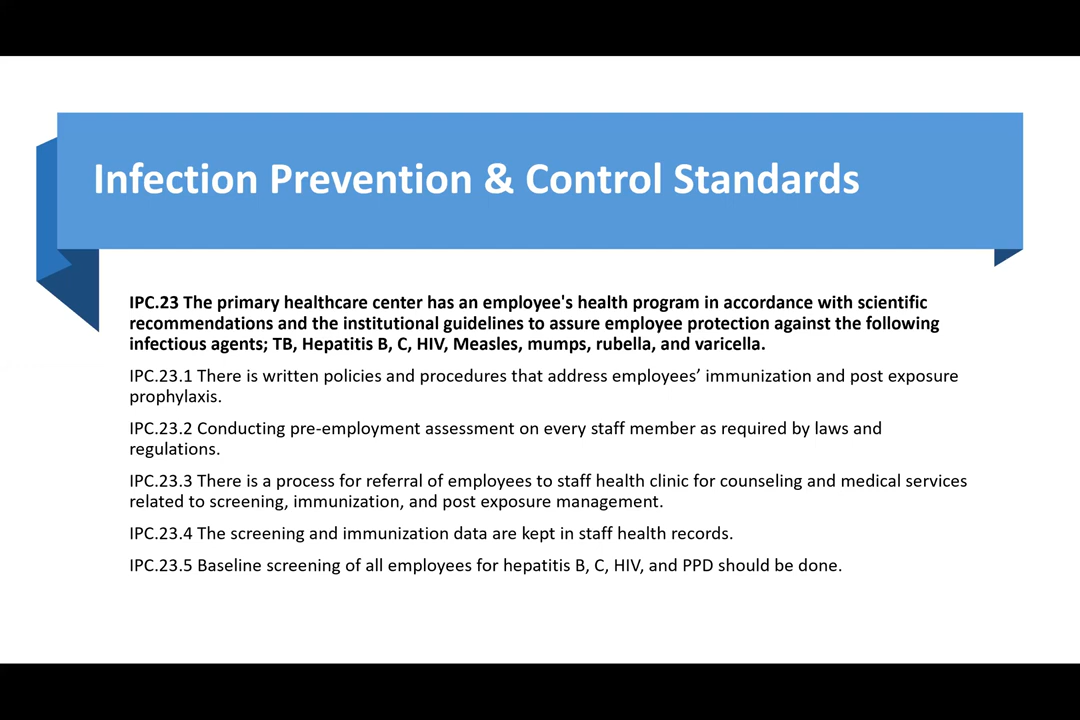 Infection Prevention & Control Standards
IPC.23 The primary healthcare center has an employee's health program in accordance with scientific
recommendations and the institutional guidelines to assure employee protection against the following
infectious agents; TB, Hepatitis B, C, HIV, Measles, mumps, rubella, and varicella.
IPC.23.1 There is written policies and procedures that address employees’ immunization and post exposure
prophylaxis.
IPC.23.2 Conducting pre-employment assessment on every staff member as required by laws and
regulations.
IPC.23.3 There is a process for referral of employees to staff health clinic for counseling and medical services
related to screening, immunization, and post exposure management.
IPC.23.4 The screening and immunization data are kept in staff health records.
IPC.23.5 Baseline screening of all employees for hepatitis B, C, HIV, and PPD should be done.